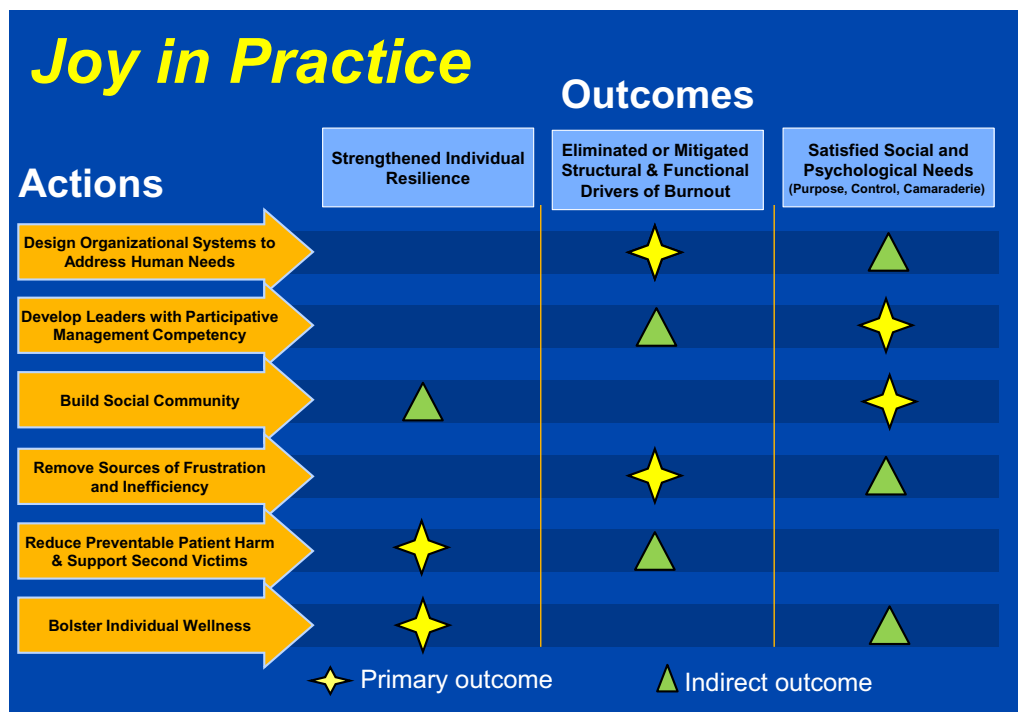 Joy in Practice
Outcomes
Actions
Strengthened Individual
Resilience
Eliminated or Mitigated
Structural & Functional
Drivers of Burnout
Satisfied Social and
Psychological Needs
(Purpose, Control, Camaraderie)
Design Organizational Systems to
Address Human Needs
Develop Leaders with Participative
Management Competency
Build Social Community
Remove Sources of Frustration
and Inefficiency
Reduce Preventable Patient Harm
& Support Second Victims
Bolster Individual Wellness
Primary outcome
Indirect outcome